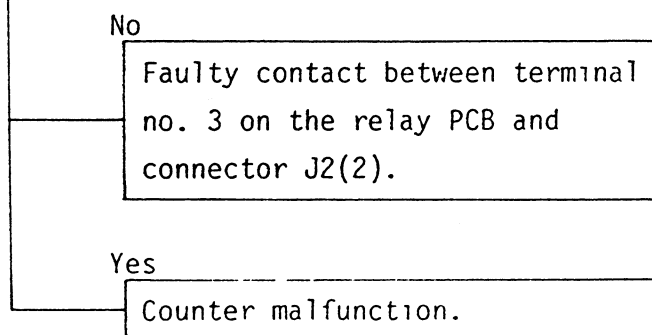 No
Faulty contact between terminal
no. 3 on the relay PCB and
connector J2(2).
Yes
Counter malfunction.